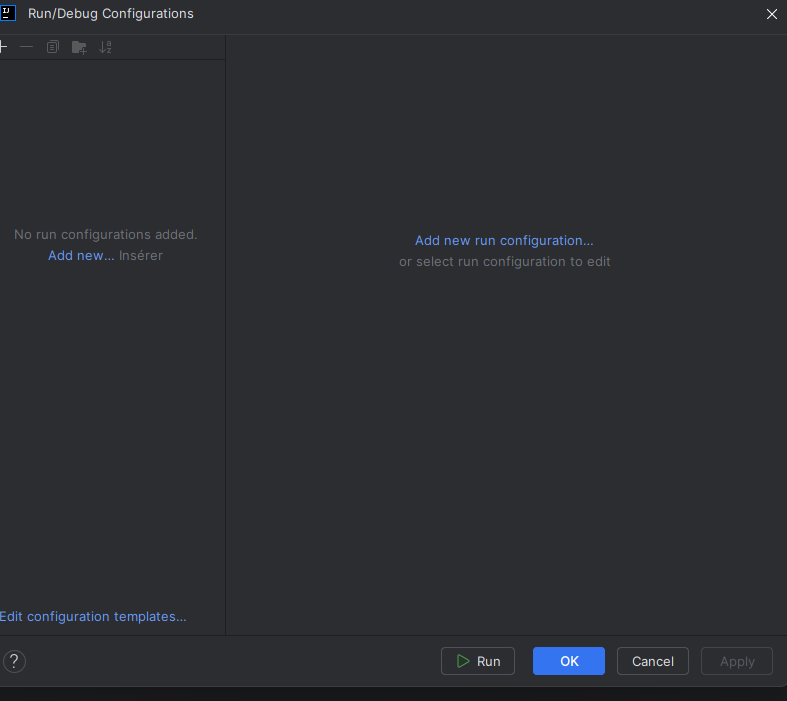 IJ
Run/Debug Configurations
No run configurations added.
Add new... Insérer
Add new run configuration...
or select run configuration to edit
Edit configuration templates...
?
Run
OK
Cancel
Apply